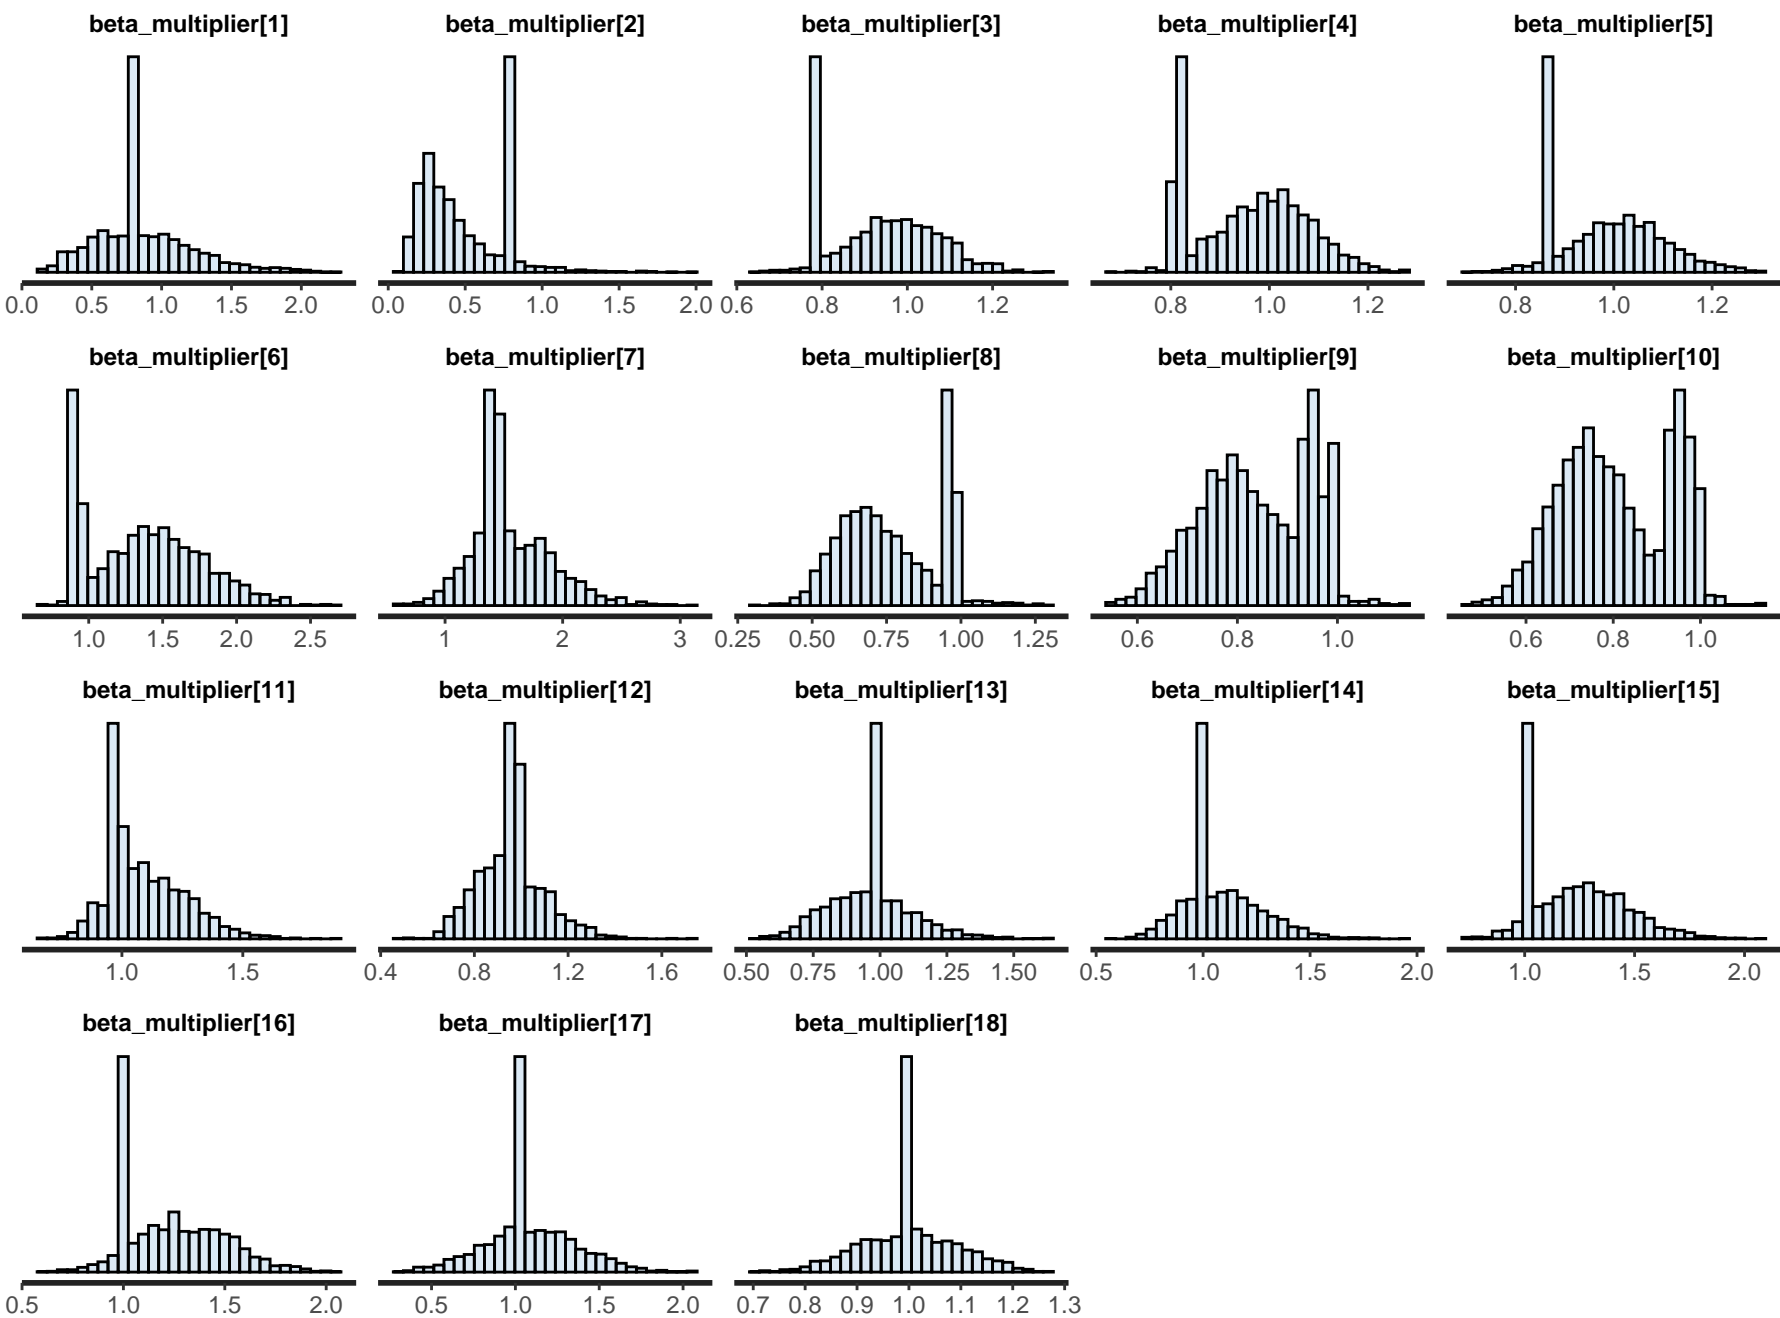 beta_multiplier[1] beta_multiplier[2] beta_multiplier[3] beta_multiplier[4] beta_multiplier[5]
0.0 0.5 1.0 1.5 2.0 0.0 0.5 1.0 1.5 2.0 0.6 0.8 1.0 1.2 0.8 1.0 1.2 0.8 1.0 1.2
beta_multiplier[6] beta_multiplier[7] beta_multiplier[8] beta_multiplier[9] beta_multiplier[10]
1.0 1.5 2.0 2.5 1 2 3 0.25 0.50 0.75 1.00 1.25 0.6 0.8 1.0 0.6 0.8 1.0
beta_multiplier[11] beta_multiplier[12] beta_multiplier[13] beta_multiplier[14] beta_multiplier[15]
1.0 1.5 0.4 0.8 1.2 1.6 0.50 0.75 1.00 1.25 1.50 0.5 1.0 1.5 2.0 1.0 1.5 2.0
beta_multiplier[16] beta_multiplier[17] beta_multiplier[18]
0.5 1.0 1.5 2.0 0.5 1.0 1.5 2.0 0.7 0.8 0.9 1.0 1.1 1.2 1.3